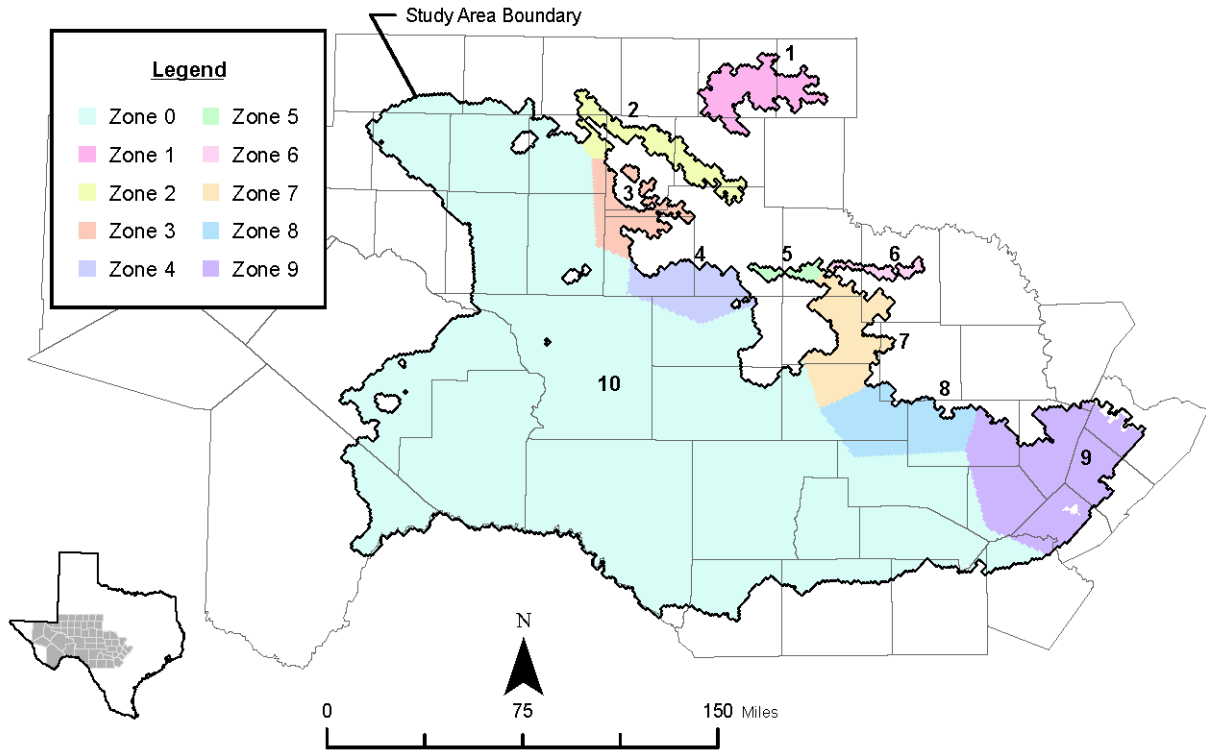 Study Area Boundary
Legend
Zone 0
Zone 5
Zone 1
Zone 6
Zone 2
Zone 7
Zone 3
Zone 8
Zone 4
Zone 9
1
2
3
4
5
6
7
10
8
9
N
0
75
150 Miles